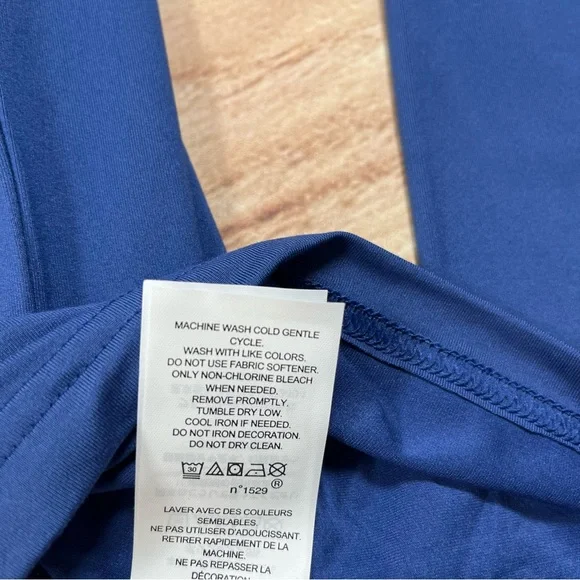 MACHINE WASH COLD GENTLE
CYCLE.
WASH WITH LIKE COLORS.
DO NOT USE FABRIC SOFTENER.
ONLY NON-CHLORINE BLEACH
WHEN NEEDED.
REMOVE PROMPTLY.
TUMBLE DRY LOW.
COOL IRON IF NEEDED.
DO NOT IRON DECORATION.
DO NOT DRY CLEAN.
30
®
n°1529
LAVER AVEC DES COULEURS
SEMBLABLES.
NE PAS UTILISER D'ADOUCISSANT.
RETIRER RAPIDEMENT DE LA
MACHINE.
NE PAS REPASSER LA
DÉCORATION